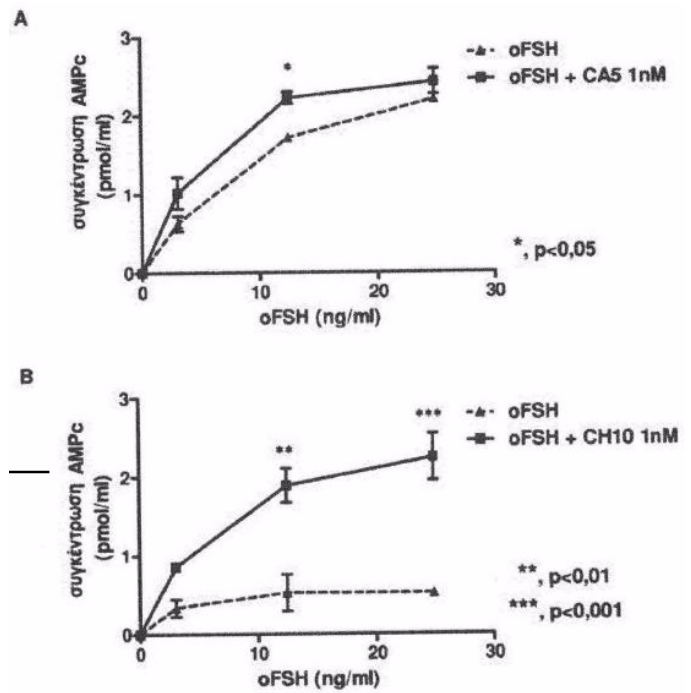 A
συγκέντρωση AMPc
(pmol/ml)
3
2
1
0
*
oFSH
oFSH + CA5 1nM
*, p<0,05
0
10
20
30
oFSH (ng/ml)
B
συγκέντρωση AMPc
(pmol/ml)
3
2
1
0
**
***
oFSH
oFSH + CH10 1nM
**, p<0,01
***, p<0,001
0
10
20
30
oFSH (ng/ml)